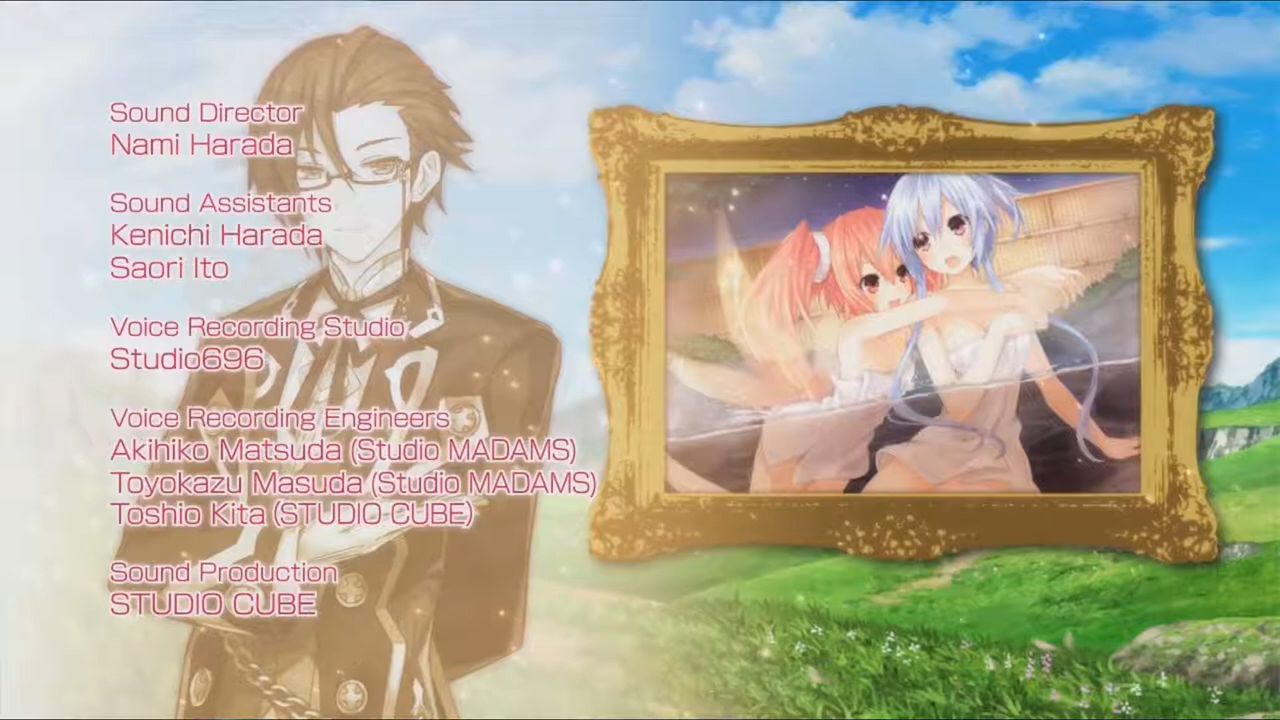 Sound Director
Nami Harada
Sound Assistants
Kenichi Harada
Saori Ito
Voice Recording Studio
Studio696
Voice Recording Engineers
Akihiko Matsuda (Studio MADAMS)
Toyokazu Masuda (Studio MADAMS)
Toshio Kita (STUDIO CUBE)
Sound Production
STUDIO CUBE